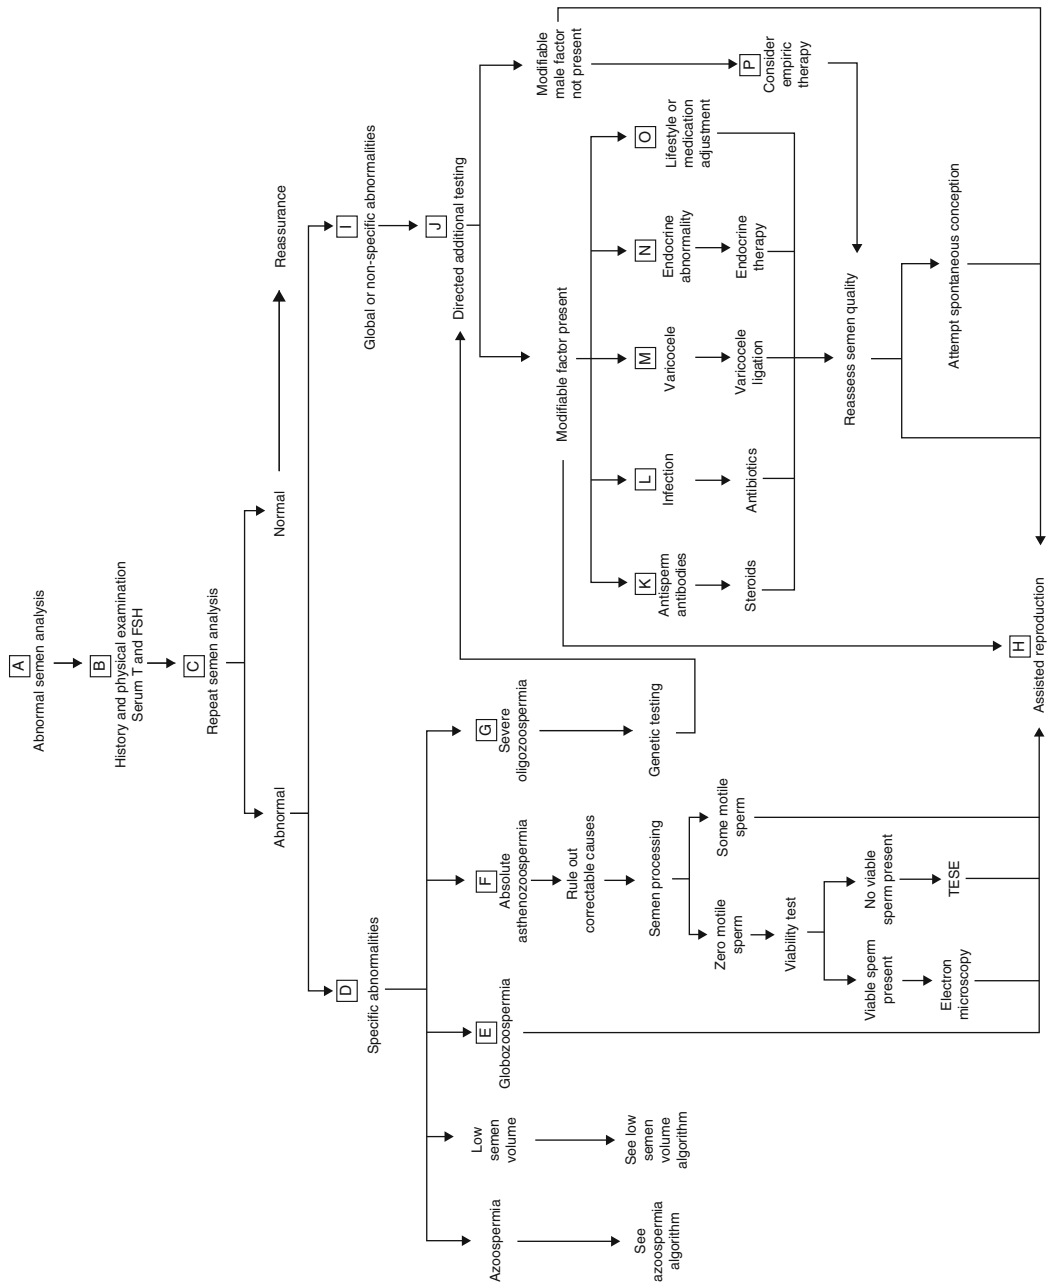 A
Abnormal semen analysis
B
History and physical examination
Serum T and FSH
C
Repeat semen analysis
Abnormal
Normal
Reassurance
D
Specific abnormalities
I
Global or non-specific abnormalities
Azoospermia
See
azoospermia
algorithm
Low
semen
volume
See low
semen
volume
algorithm
E
Globozoospermia
F
Absolute
asthenozoospermia
Rule out
correctable causes
Semen processing
Zero motile
sperm
Some motile
sperm
Viability test
Viable sperm
present
No viable
sperm present
Electron
microscopy
TESE
G
Severe
oligozoospermia
Genetic testing
J
Directed additional testing
Modifiable factor present
Modifiable
male factor
not present
K
Antisperm
antibodies
Steroids
L
Infection
Antibiotics
M
Varicocele
Varicocele
ligation
N
Endocrine
abnormality
Endocrine
therapy
O
Lifestyle or
medication
adjustment
P
Consider
empiric
therapy
Reassess semen quality
Attempt spontaneous conception
H
Assisted reproduction